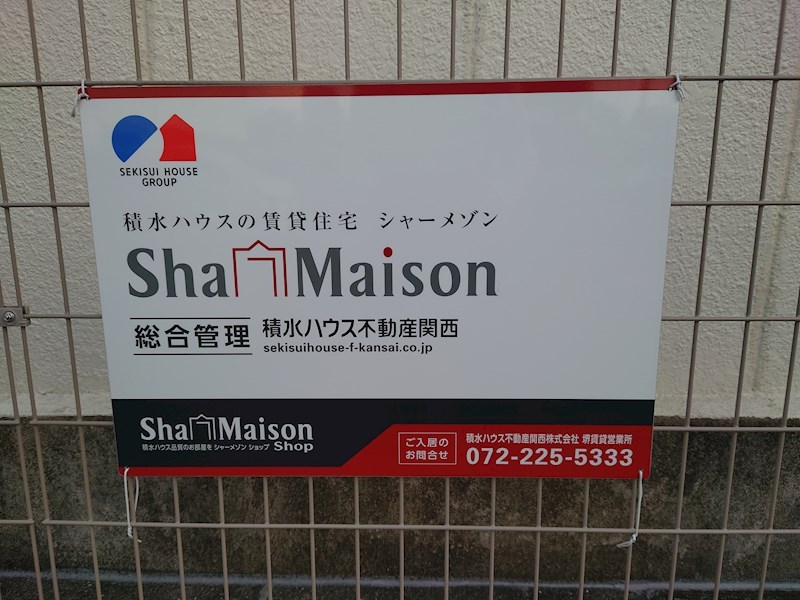 SEKISUI HOUSE
GROUP
積水ハウスの賃貸住宅 シャーメゾン
Sha Maison
総合管理 積水ハウス不動産関西
sekisuihouse-f-kansai.co.jp
Sha Maison
積水ハウス品質のお部屋を シャーメゾン ショップ Shop
ご入居の
お問合せ
積水ハウス不動産関西株式会社 堺賃貸営業所
072-225-5333